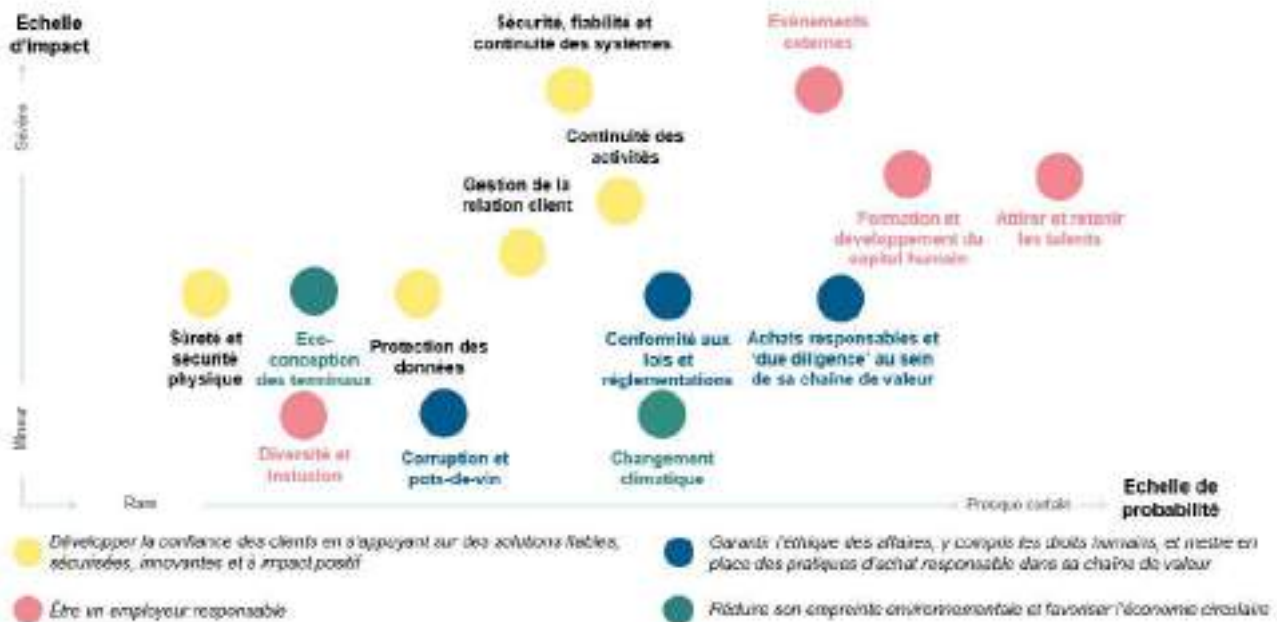 Echelle
d'impact
Sécurité, fiabilité et
continuité des systèmes
Evénements
externes
Sévère
Continuité des
activités
Gestion de la
relation client
Formation et
développement du
capital humain
Attirer et retenir
les talents
Sûreté et
sécurité
physique
Eco-
conception
des terminaux
Protection des
données
Conformité aux
lois et
réglementations
Achats responsables et
'due diligence' au sein
de sa chaîne de valeur
Mineur
Diversité et
inclusion
Corruption et
pots-de-vin
Changement
climatique
Rare
Presque certaine
Echelle de
probabilité
Développer la confiance des clients en s'appuyant sur des solutions fiables,
sécurisées, innovantes et à impact positif
Garantir l'éthique des affaires, y compris les droits humains, et mettre en
place des pratiques d'achat responsable dans sa chaîne de valeur
Être un employeur responsable
Réduire son empreinte environnementale et favoriser l'économie circulaire